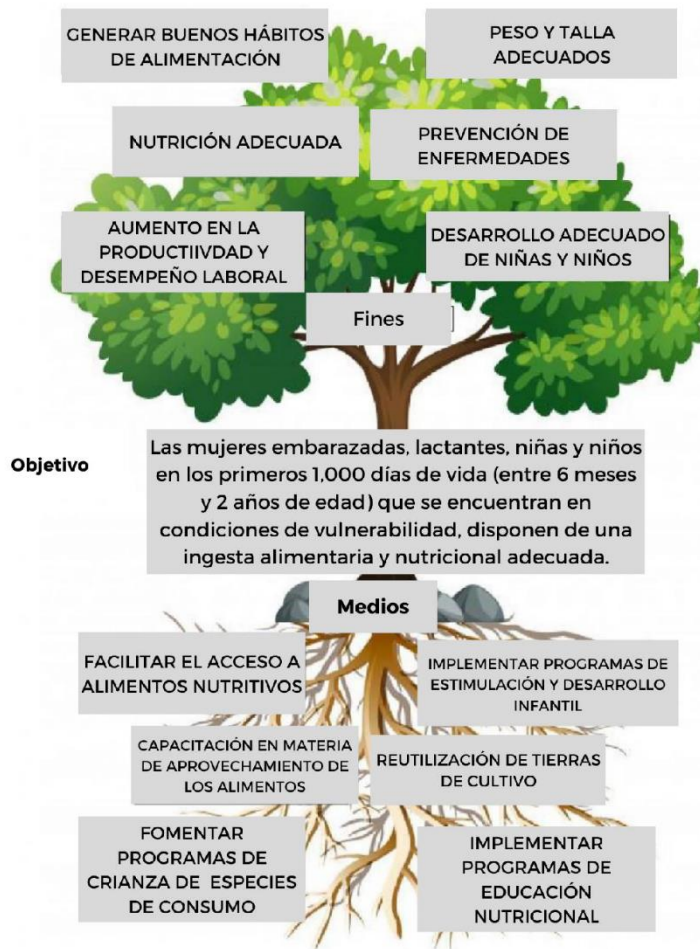 GENERAR BUENOS HÁBITOS
DE ALIMENTACIÓN
PESO Y TALLA
ADECUADOS
NUTRICIÓN ADECUADA
PREVENCIÓN DE
ENFERMEDADES
AUMENTO EN LA
PRODUCTIIVDAD Y
DESEMPEÑO LABORAL
DESARROLLO ADECUADO
DE NIÑAS Y NIÑOS
Fines
Objetivo
Las mujeres embarazadas, lactantes, niñas y niños
en los primeros 1,000 días de vida (entre 6 meses
y 2 años de edad) que se encuentran en
condiciones de vulnerabilidad, disponen de una
ingesta alimentaria y nutricional adecuada.
Medios
FACILITAR EL ACCESO A
ALIMENTOS NUTRITIVOS
IMPLEMENTAR PROGRAMAS DE
ESTIMULACIÓN Y DESARROLLO
INFANTIL
CAPACITACIÓN EN MATERIA
DE APROVECHAMIENTO DE
LOS ALIMENTOS
REUTILIZACIÓN DE TIERRAS
DE CULTIVO
FOMENTAR
PROGRAMAS DE
CRIANZA DE ESPECIES
DE CONSUMO
IMPLEMENTAR
PROGRAMAS DE
EDUCACIÓN
NUTRICIONAL